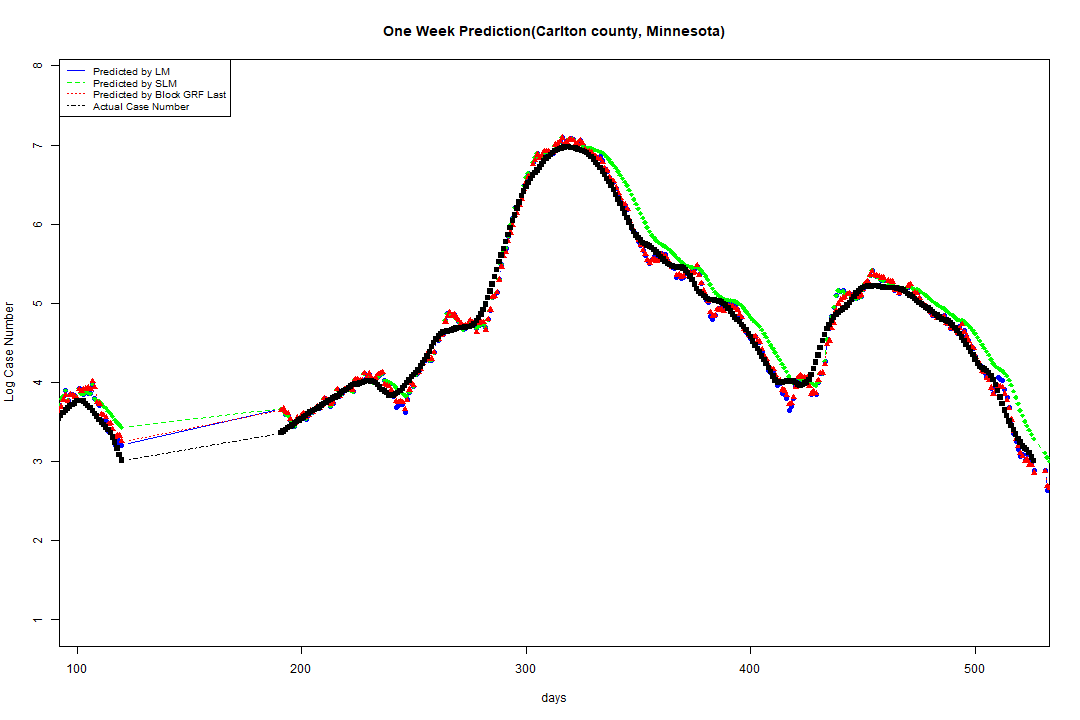 One Week Prediction(Carlton county, Minnesota)
Predicted by LM
Predicted by SLM
Predicted by Block GRF Last
Actual Case Number
8
7
6
5
4
3
2
1
Log Case Number
100 200 300 400 500
days